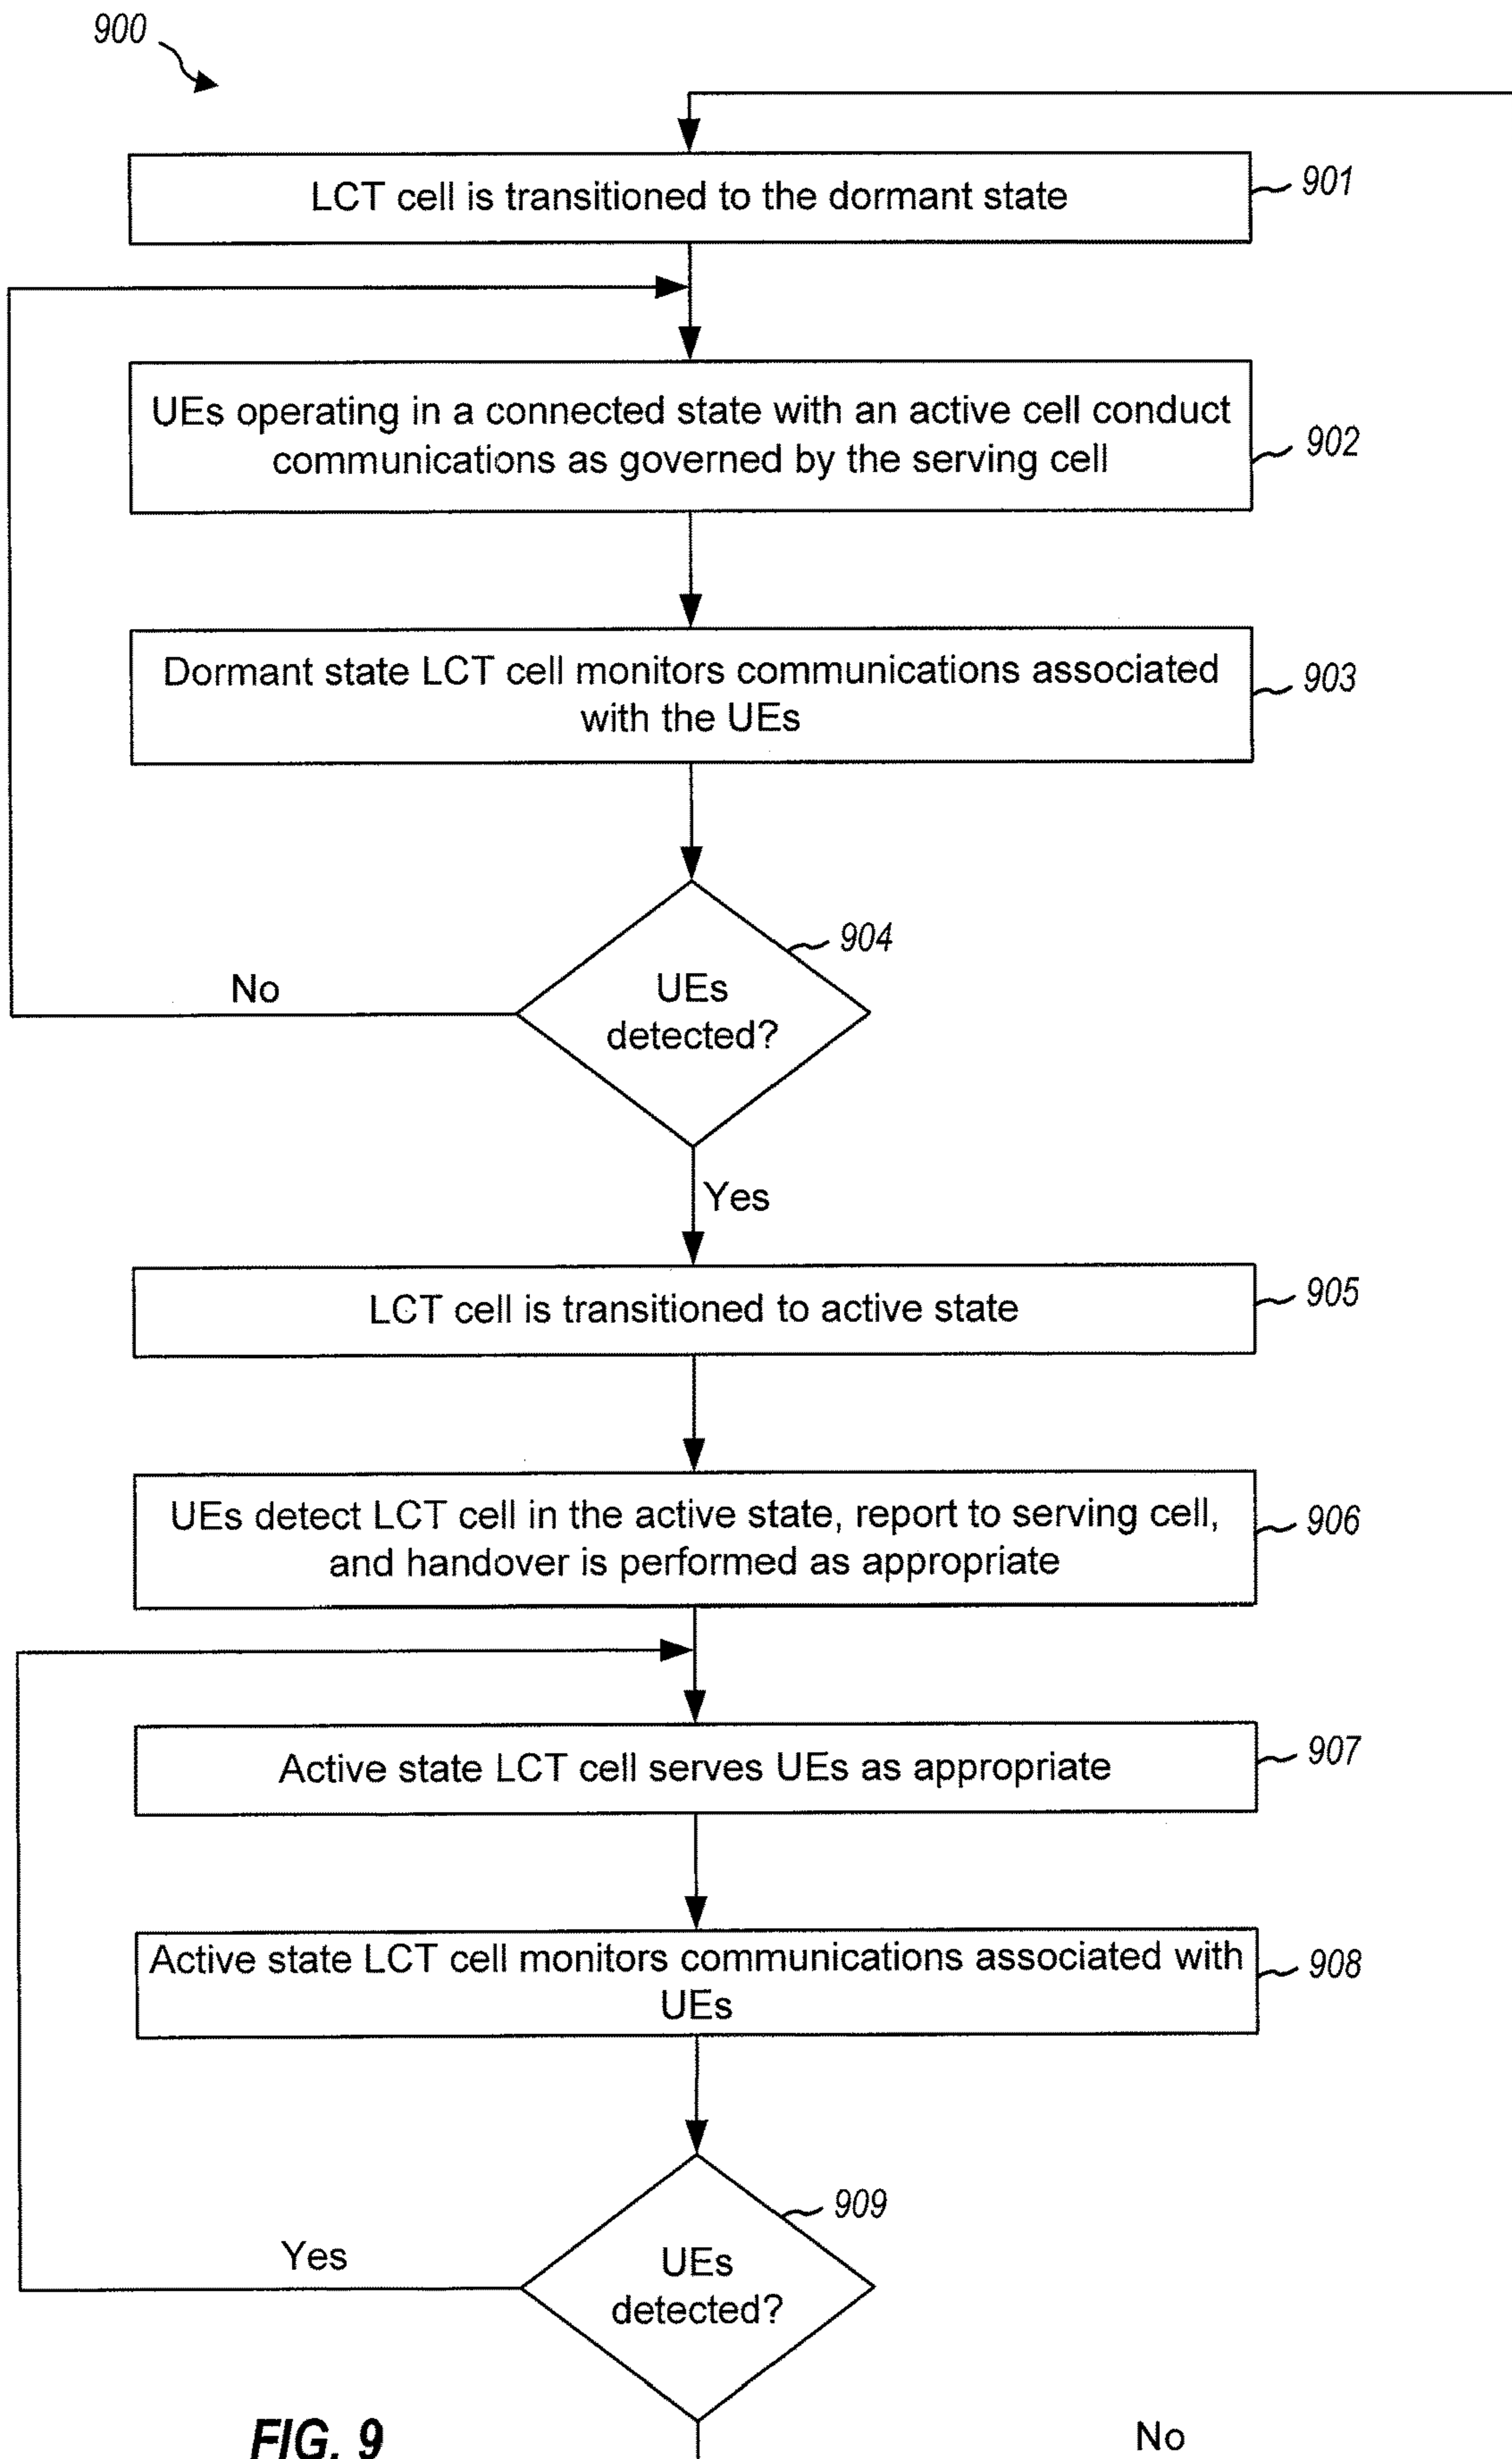 900
LCT cell is transitioned to the dormant state
901
UEs operating in a connected state with an active cell conduct
communications as governed by the serving cell
902
Dormant state LCT cell monitors communications associated
with the UEs
903
904
UEs
detected?
No
Yes
LCT cell is transitioned to active state
905
UEs detect LCT cell in the active state, report to serving cell,
and handover is performed as appropriate
906
Active state LCT cell serves UEs as appropriate
907
Active state LCT cell monitors communications associated with
UEs
908
909
UEs
detected?
Yes
No
FIG. 9